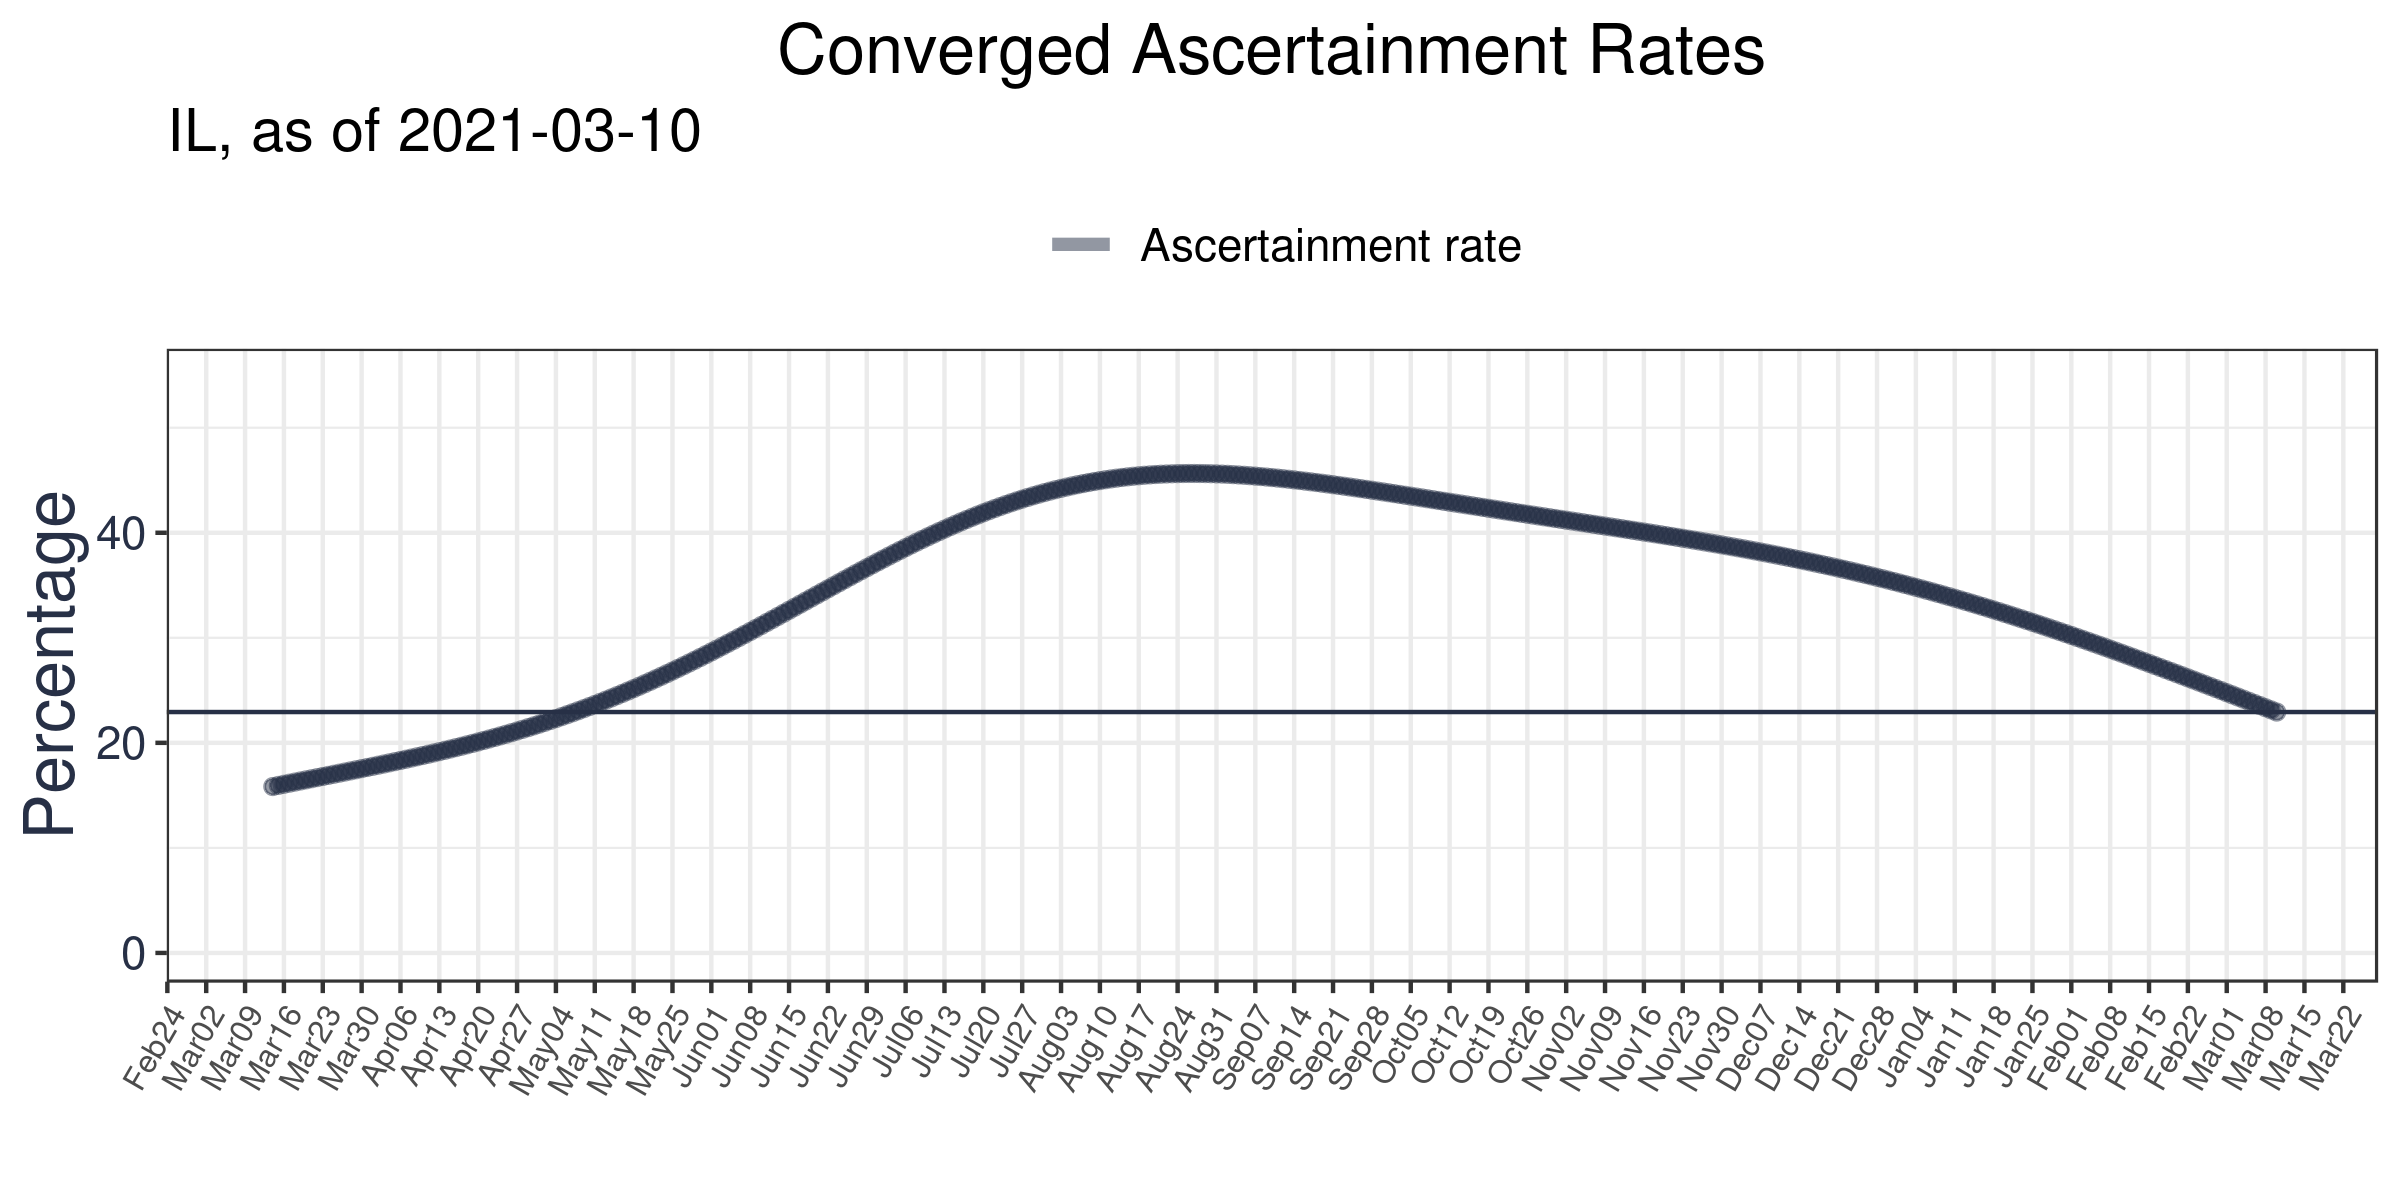 Converged Ascertainment Rates
IL, as of 2021-03-10
Ascertainment rate
Percentage
40
20
0
Feb24
Mar02
Mar09
Mar16
Mar23
Mar30
Apr06
Apr13
Apr20
Apr27
May04
May11
May18
May25
Jun01
Jun08
Jun15
Jun22
Jun29
Jul06
Jul13
Jul20
Jul27
Aug03
Aug10
Aug17
Aug24
Aug31
Sep07
Sep14
Sep21
Sep28
Oct05
Oct12
Oct19
Oct26
Nov02
Nov09
Nov16
Nov23
Nov30
Dec07
Dec14
Dec21
Dec28
Jan04
Jan11
Jan18
Jan25
Feb01
Feb08
Feb15
Feb22
Mar01
Mar08
Mar15
Mar22